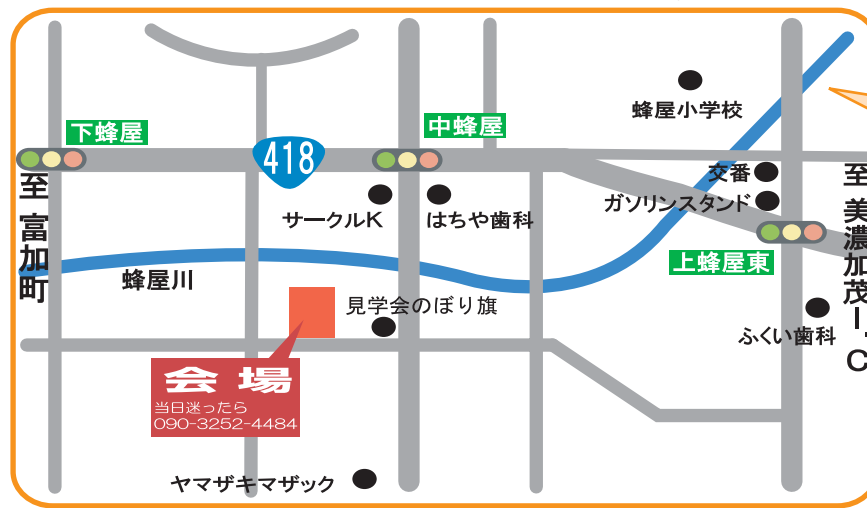 下蜂屋
418
中蜂屋
蜂屋小学校
交番
ガソリンスタンド
至 富加町
サークルK
はちや歯科
至 美濃加茂I.C
上蜂屋東
蜂屋川
見学会のぼり旗
ふくい歯科
会場
当日迷ったら
090-3252-4484
ヤマザキマザック